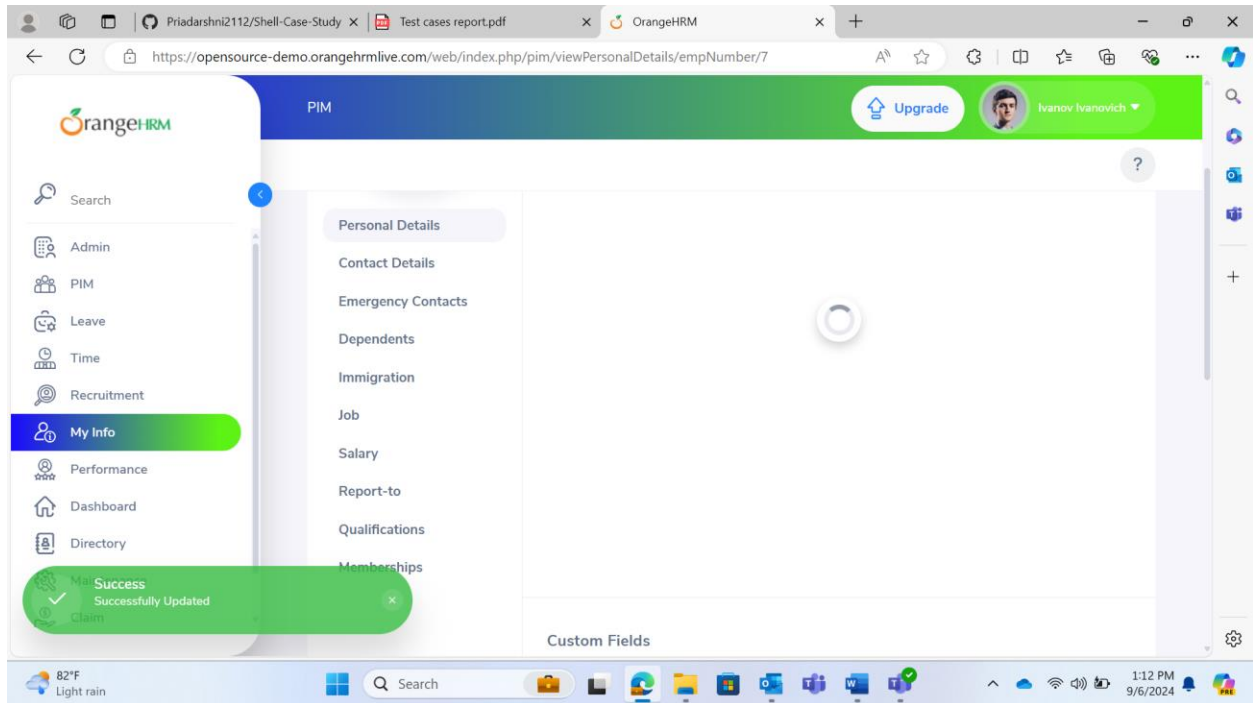 Priadarshni2112/Shell-Case-Study
Test cases report.pdf
OrangeHRM
https://opensource-demo.orangehrmlive.com/web/index.php/pim/viewPersonalDetails/empNumber/7
OrangeHRM
PIM
Upgrade
Ivanov Ivanovich
?
Search
Admin
PIM
Leave
Time
Recruitment
My Info
Performance
Dashboard
Directory
Claim
Personal Details
Contact Details
Emergency Contacts
Dependents
Immigration
Job
Salary
Report-to
Qualifications
Memberships
Success
Successfully Updated
Custom Fields
82°F
Light rain
Search
1:12 PM
9/6/2024